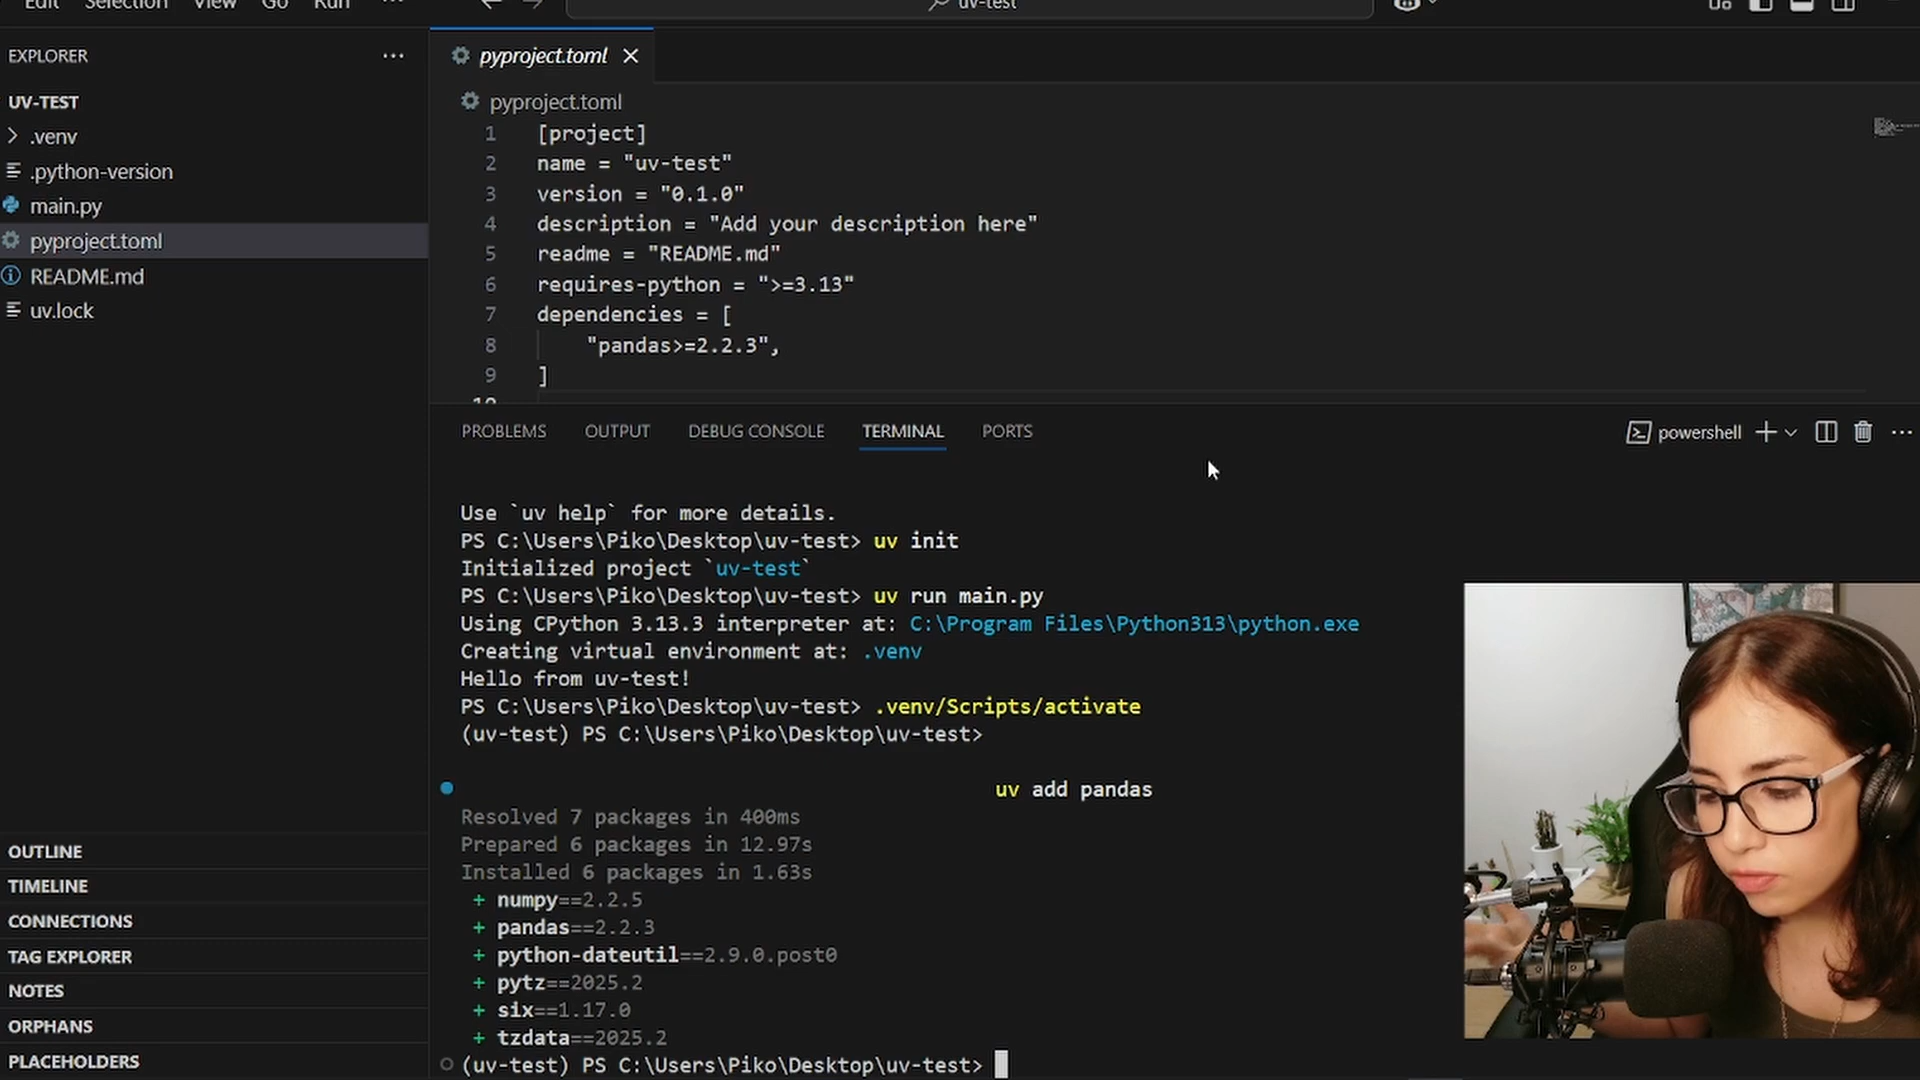 Edit Selection View Go Run ...
uv-test
EXPLORER
UV-TEST
.venv
.python-version
main.py
pyproject.toml
README.md
uv.lock
OUTLINE
TIMELINE
CONNECTIONS
TAG EXPLORER
NOTES
ORPHANS
PLACEHOLDERS
pyproject.toml
pyproject.toml
1 [project]
2 name = "uv-test"
3 version = "0.1.0"
4 description = "Add your description here"
5 readme = "README.md"
6 requires-python = ">=3.13"
7 dependencies = [
8 "pandas>=2.2.3",
9 ]
10
PROBLEMS OUTPUT DEBUG CONSOLE TERMINAL PORTS
powershell
Use `uv help` for more details.
PS C:\Users\Piko\Desktop\uv-test> uv init
Initialized project `uv-test`
PS C:\Users\Piko\Desktop\uv-test> uv run main.py
Using CPython 3.13.3 interpreter at: C:\Program Files\Python313\python.exe
Creating virtual environment at: .venv
Hello from uv-test!
PS C:\Users\Piko\Desktop\uv-test> .venv/Scripts/activate
(uv-test) PS C:\Users\Piko\Desktop\uv-test>
uv add pandas
Resolved 7 packages in 400ms
Prepared 6 packages in 12.97s
Installed 6 packages in 1.63s
+ numpy==2.2.5
+ pandas==2.2.3
+ python-dateutil==2.9.0.post0
+ pytz==2025.2
+ six==1.17.0
+ tzdata==2025.2
(uv-test) PS C:\Users\Piko\Desktop\uv-test>